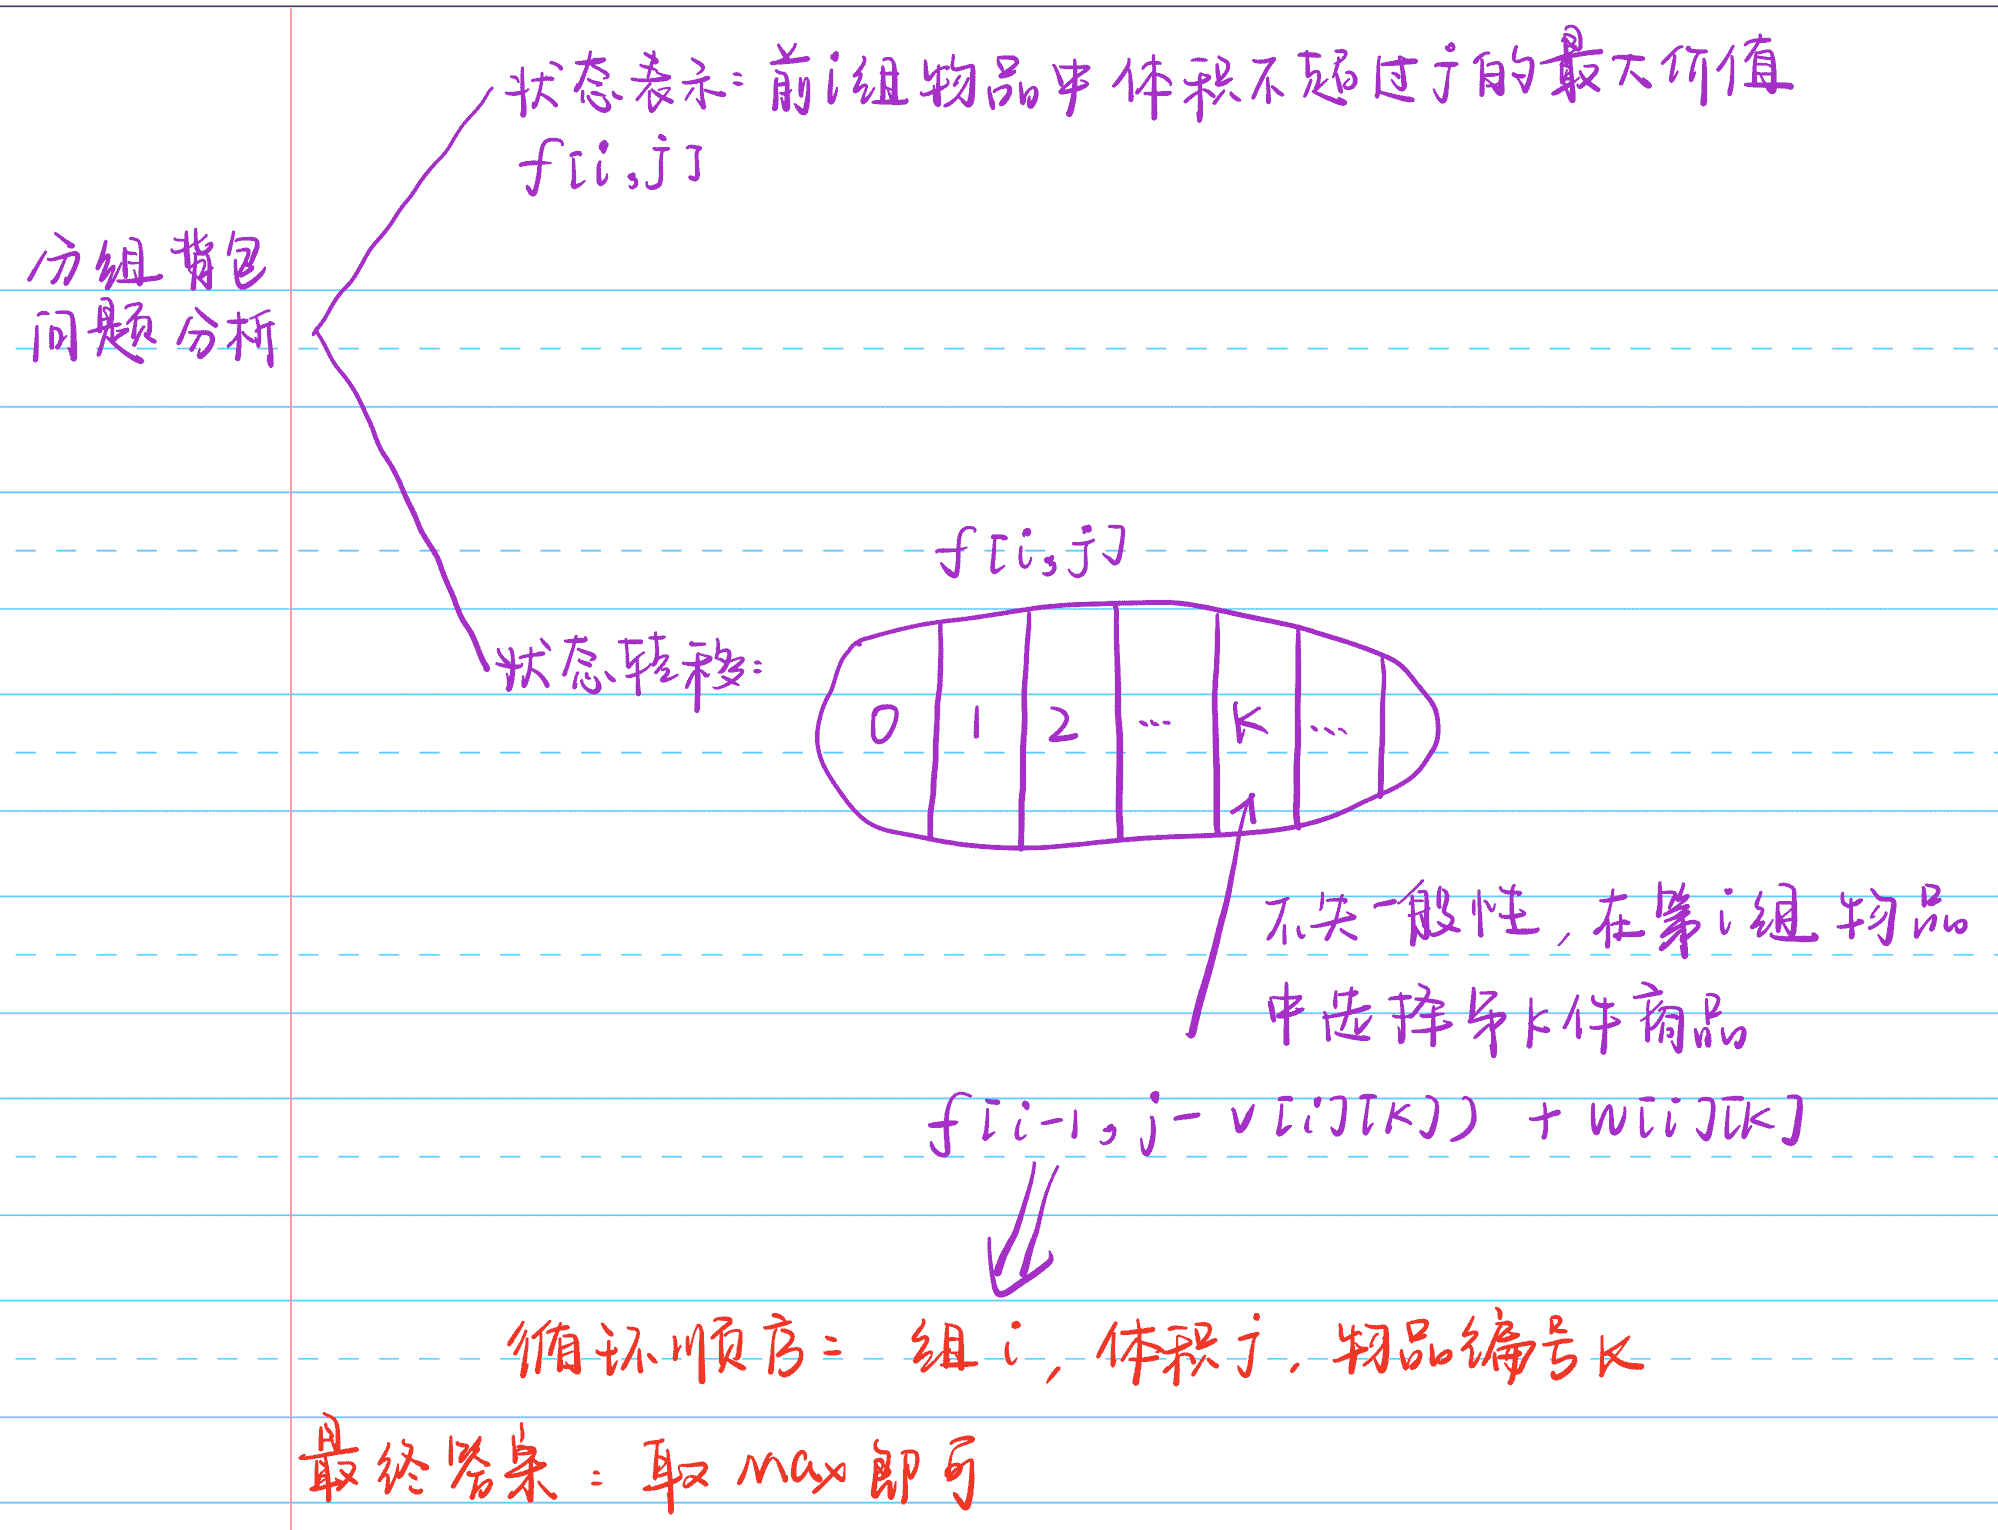 状态表示：前i组物品中体积不超过j的最大价值
f[i,j]
分组背包
问题分析
f[i,j]
状态转移：
0 1 2 … K …
不失一般性，在第i组物品
中选择第k件商品
f[i-1,j-v[i][k]) + w[i][k]
循环顺序： 组i，体积j，物品编号K
最终答案：取max即可